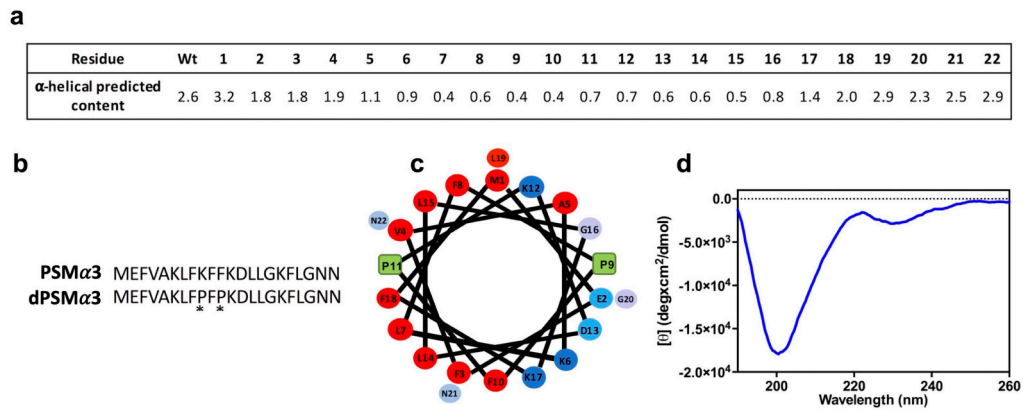 a
Residue Wt 1 2 3 4 5 6 7 8 9 10 11 12 13 14 15 16 17 18 19 20 21 22
α-helical predicted content 2.6 3.2 1.8 1.8 1.9 1.1 0.9 0.4 0.6 0.4 0.4 0.7 0.7 0.6 0.6 0.5 0.8 1.4 2.0 2.9 2.3 2.5 2.9
b
PSMα3 MEFVAKLFKFFKDLLGKFLGNN
dPSMα3 MEFVAKLFPFPKDLLGKFLGNN
* *
c
L19
M1
F8
K12
L15
A5
N22
V4
G16
P11
P9
F18
E2
G20
L7
D13
L14
K6
F3
F10
K17
N21
d
0.0
-5.0×10³
-1.0×10⁴
-1.5×10⁴
-2.0×10⁴
[θ] (degxcm²/dmol)
200 220 240 260
Wavelength (nm)